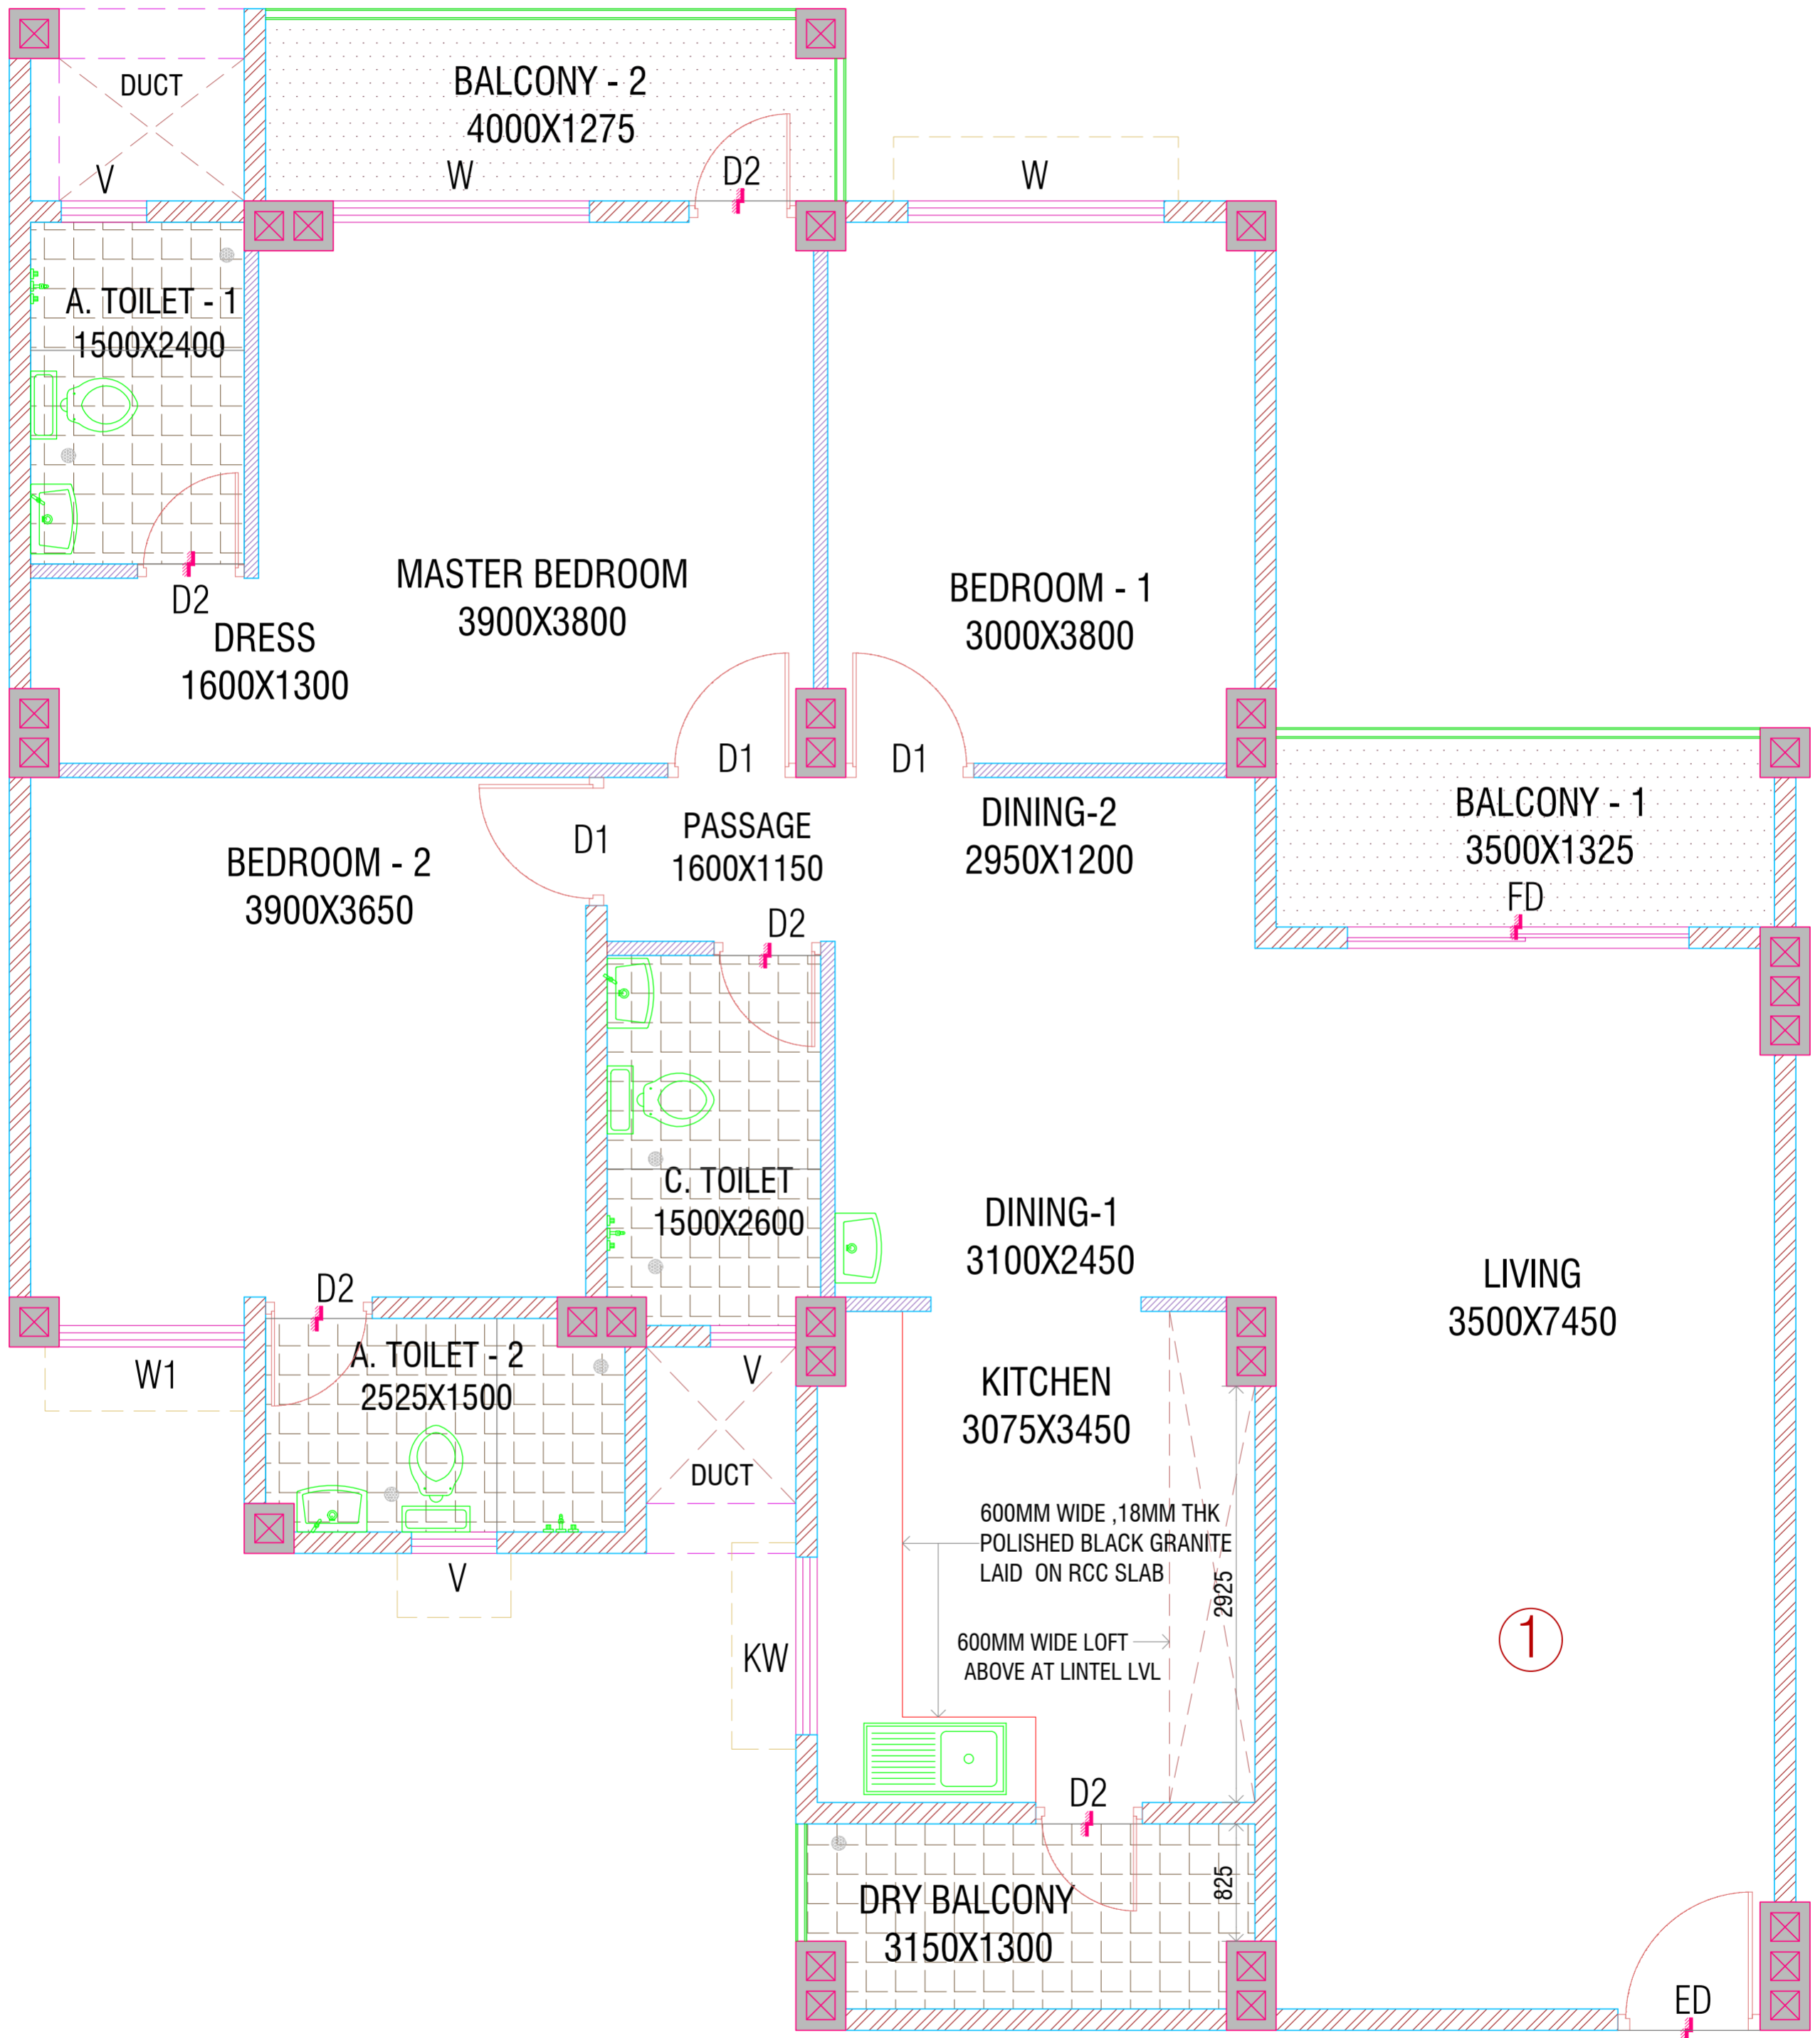 DUCT
BALCONY - 2
4000X1275
V
W
D2
W
A. TOILET - 1
1500X2400
MASTER BEDROOM
3900X3800
BEDROOM - 1
3000X3800
D2
DRESS
1600X1300
D1
D1
BALCONY - 1
3500X1325
FD
DINING-2
2950X1200
PASSAGE
1600X1150
D1
BEDROOM - 2
3900X3650
D2
C. TOILET
1500X2600
DINING-1
3100X2450
LIVING
3500X7450
D2
W1
A. TOILET - 2
2525X1500
V
KITCHEN
3075X3450
DUCT
600MM WIDE ,18MM THK
POLISHED BLACK GRANITE
LAID ON RCC SLAB
2925
V
600MM WIDE LOFT
ABOVE AT LINTEL LVL
KW
1
D2
825
DRY BALCONY
3150X1300
ED